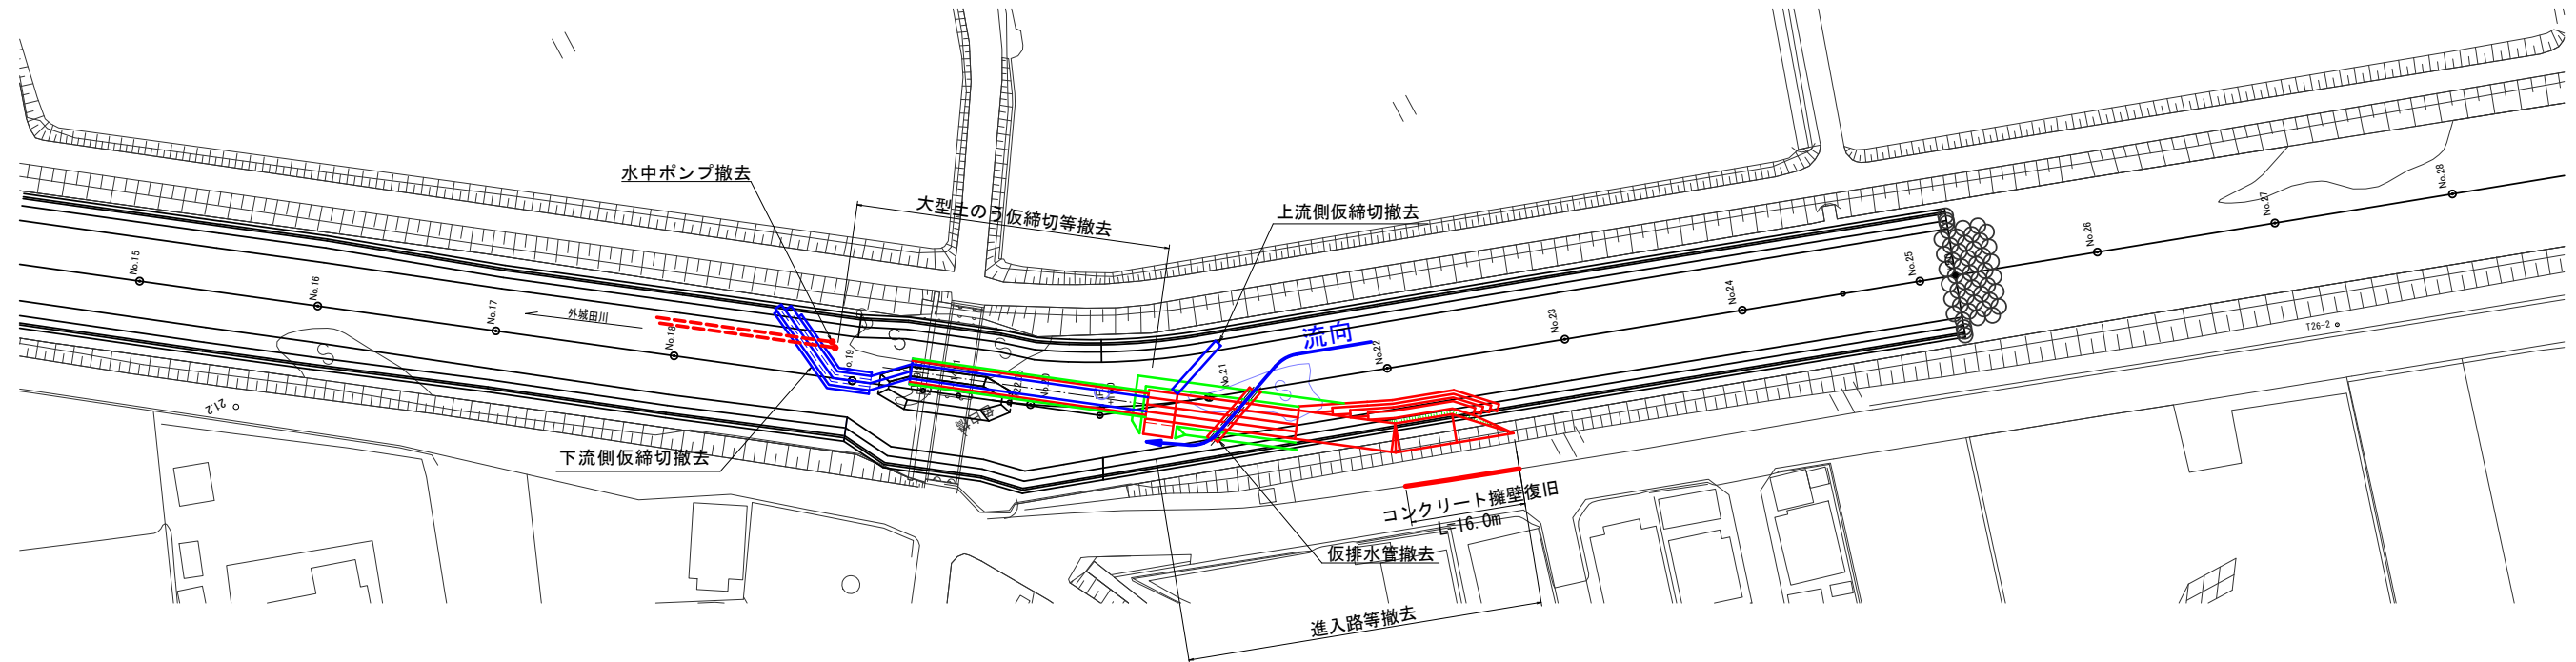 水中ポンプ撤去
大型土のう仮締切等撤去
上流側仮締切撤去
流向
No.15
No.16
No.17
外城田川
No.18
No.19
No.20
No.21
No.22
No.23
No.24
No.25
No.26
No.27
No.28
T26-2
21.2
下流側仮締切撤去
コンクリート擁壁復旧
L=16.0m
仮排水管撤去
進入路等撤去